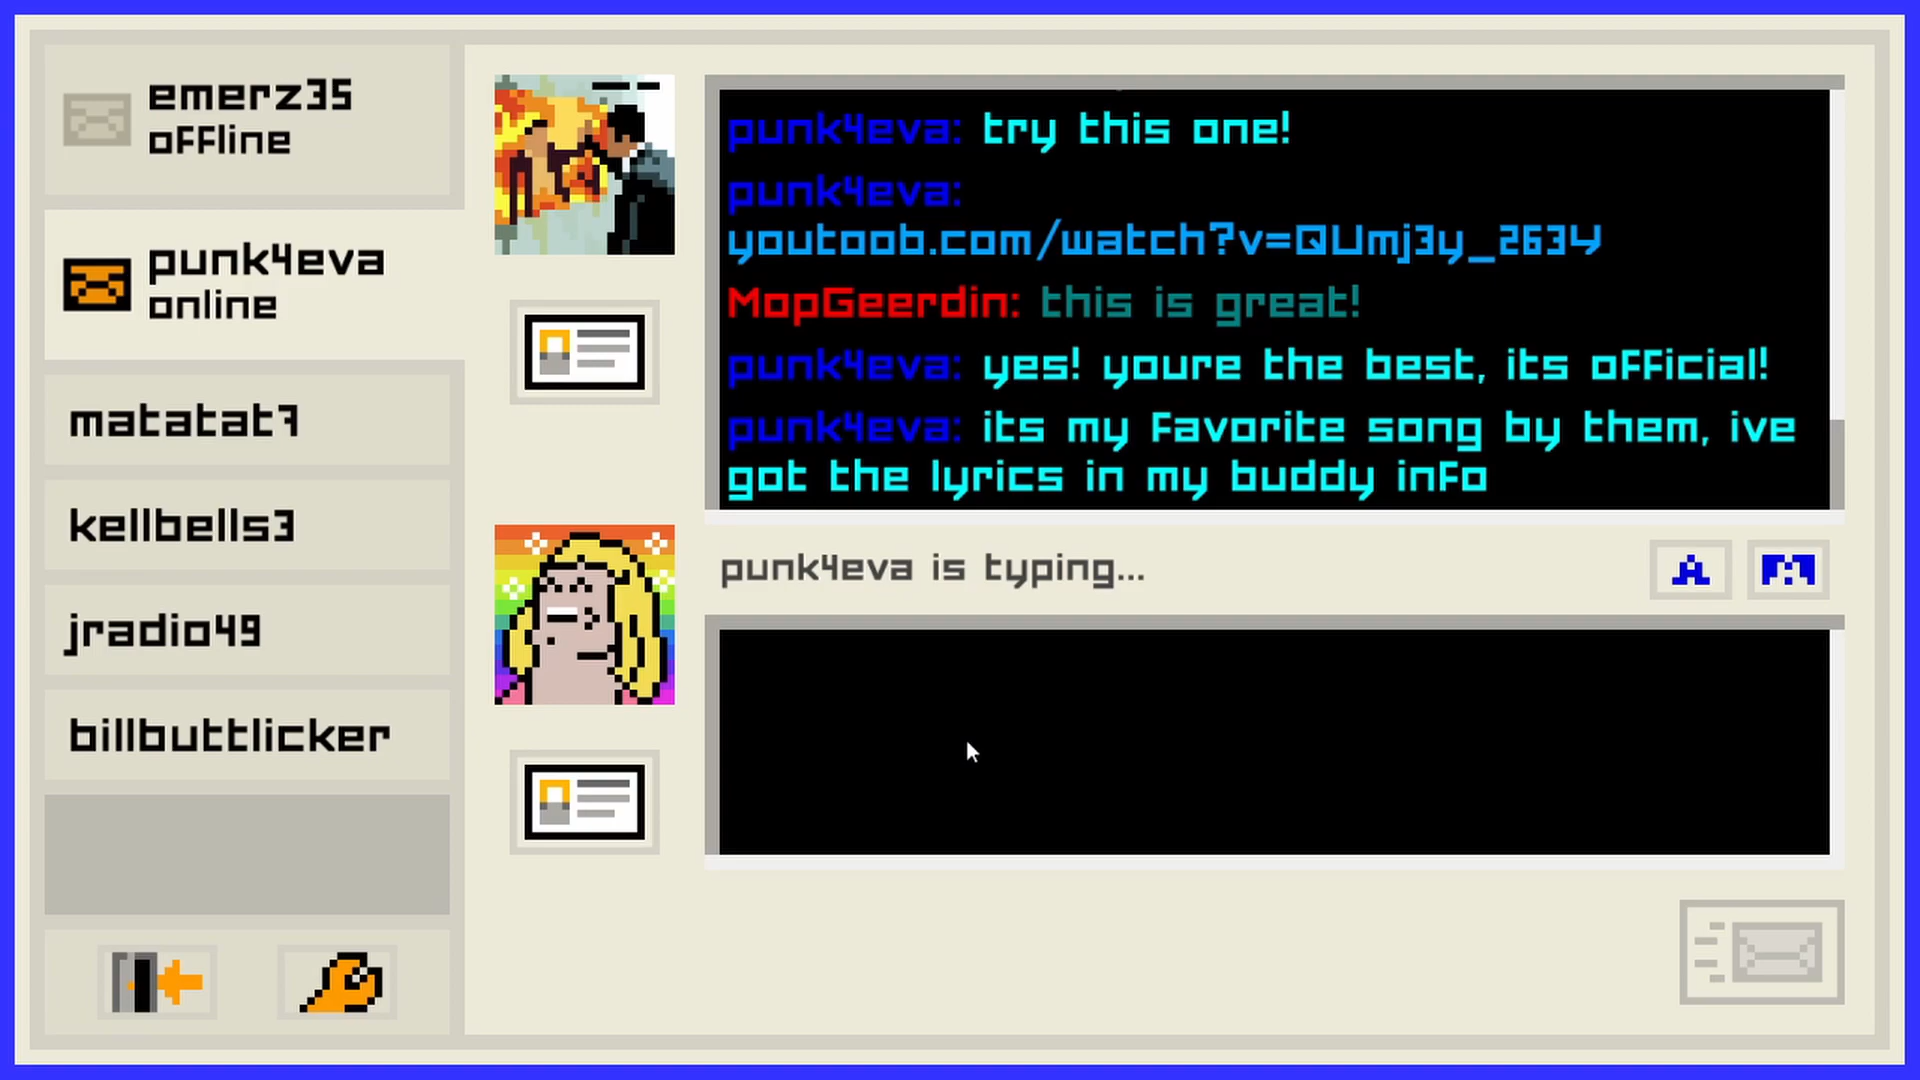 emerz35
offline
punk4eva
online
matatat7
kellbells3
jradio49
billbuttlicker
punk4eva: try this one!
punk4eva:
youtoob.com/watch?v=QUmj3y_2634
MopGeerdin: this is great!
punk4eva: yes! youre the best, its official!
punk4eva: its my favorite song by them, ive
got the lyrics in my buddy info
punk4eva is typing...
A